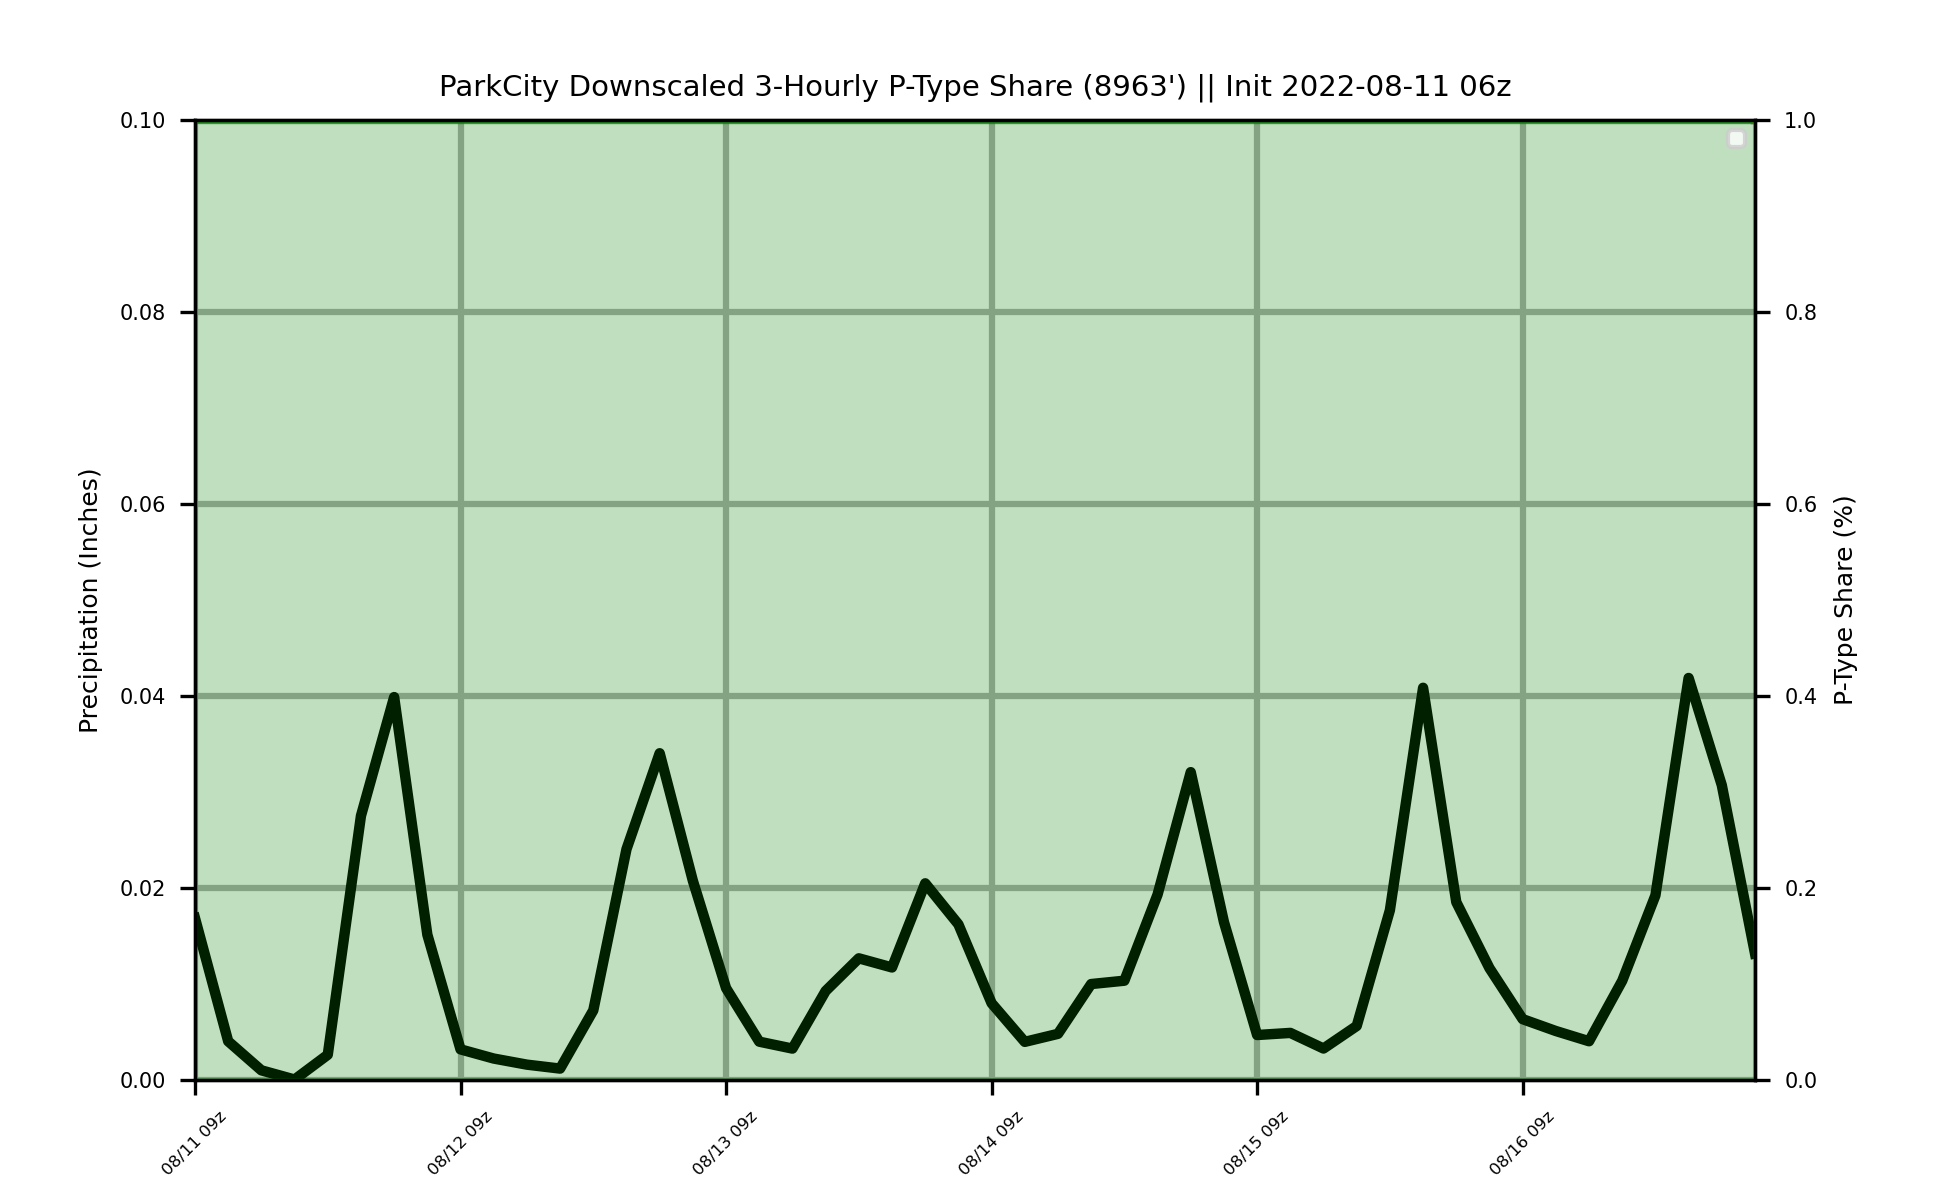 ParkCity Downscaled 3-Hourly P-Type Share (8963') || Init 2022-08-11 06z
Precipitation (Inches)
0.10
0.08
0.06
0.04
0.02
0.00
1.0
0.8
0.6
0.4
0.2
0.0
P-Type Share (%)
08/11 09z
08/12 09z
08/13 09z
08/14 09z
08/15 09z
08/16 09z